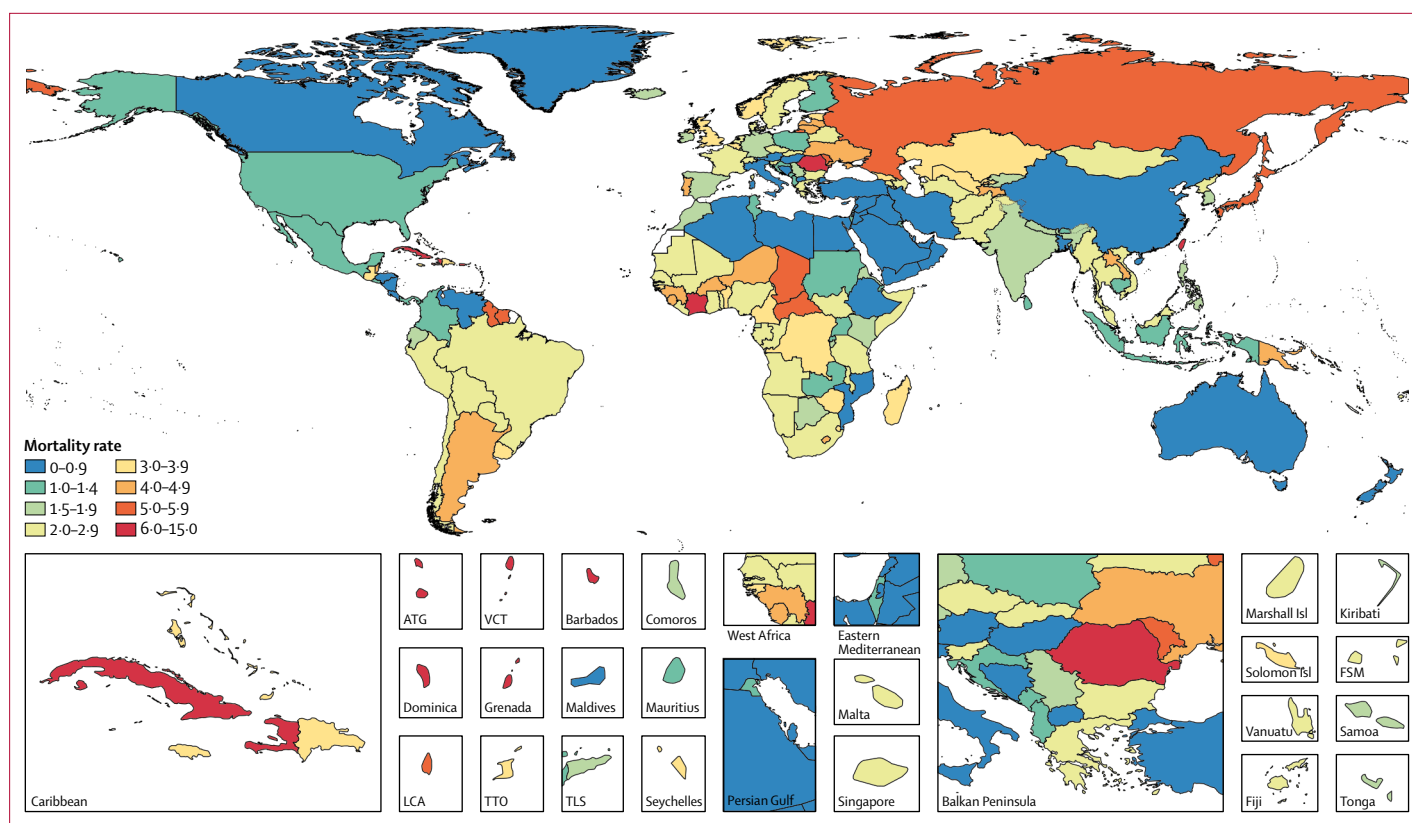 Mortality rate
0–0·9
1·0–1·4
1·5–1·9
2·0–2·9
3·0–3·9
4·0–4·9
5·0–5·9
6·0–15·0
Caribbean
ATG
VCT
Barbados
Comoros
Dominica
Grenada
Maldives
Mauritius
LCA
TTO
TLS
Seychelles
West Africa
Eastern
Mediterranean
Persian Gulf
Malta
Singapore
Balkan Peninsula
Marshall Isl
Kiribati
Solomon Isl
FSM
Vanuatu
Samoa
Fiji
Tonga